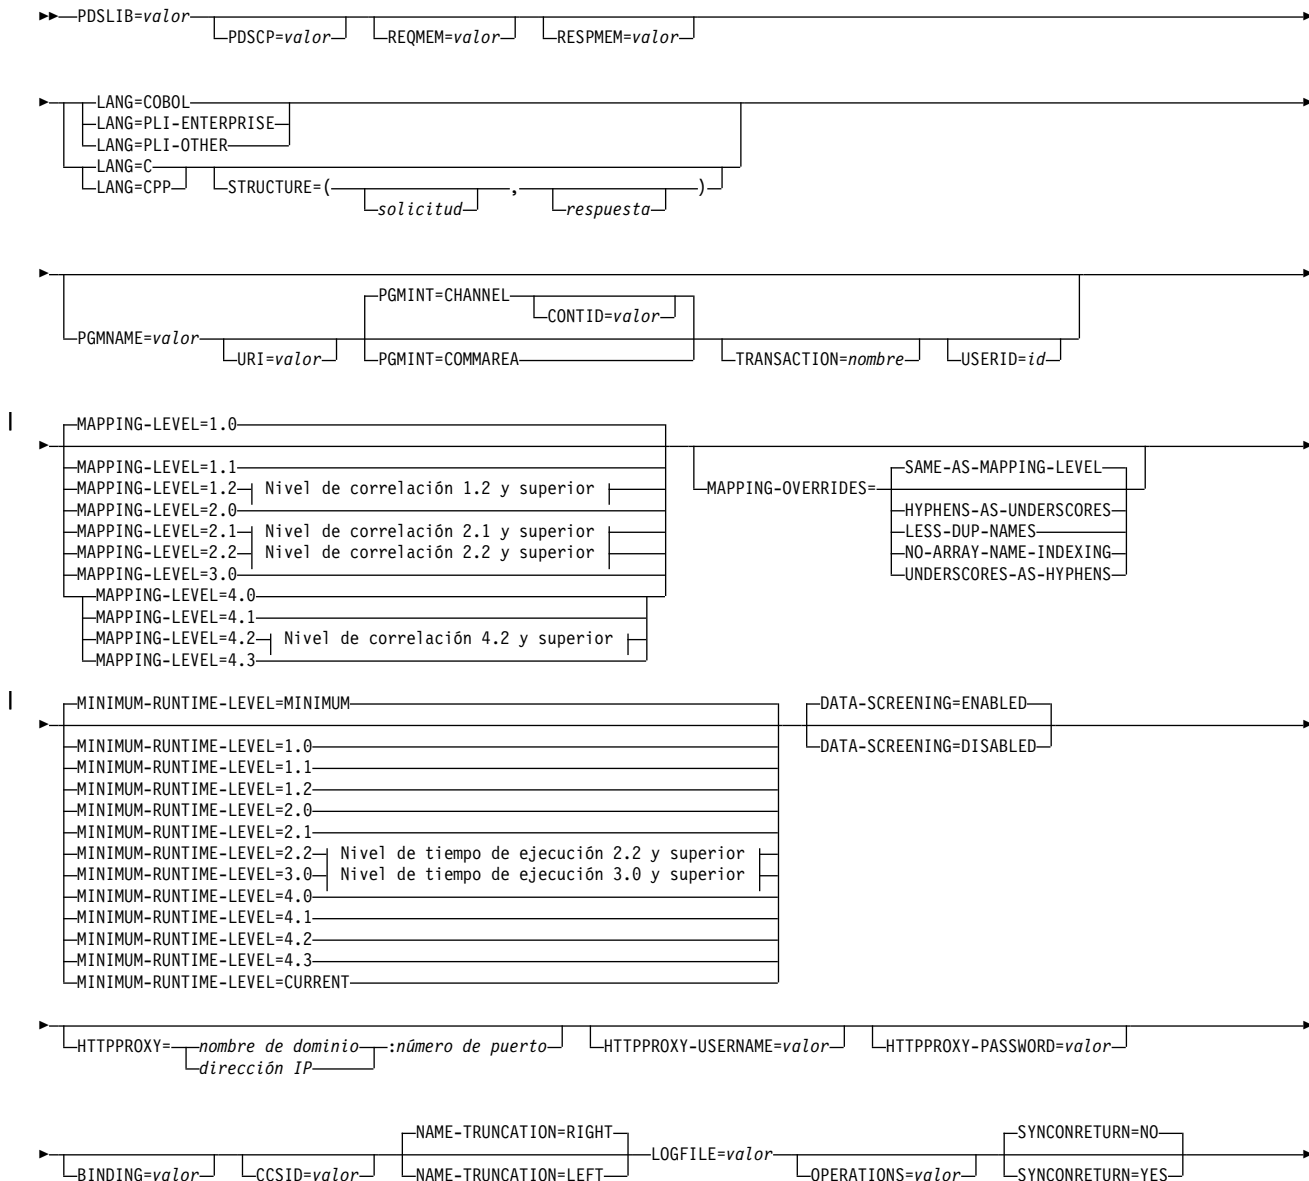 PDSLIB=valor
PDSCP=valor REQMEM=valor RESPMEM=valor
LANG=COBOL
LANG=PLI-ENTERPRISE
LANG=PLI-OTHER
LANG=C
LANG=CPP STRUCTURE=( , )
solicitud respuesta
PGMINT=CHANNEL
CONTID=valor
PGMNAME=valor
URI=valor PGMINT=COMMAREA TRANSACTION=nombre USERID=id
MAPPING-LEVEL=1.0
MAPPING-LEVEL=1.1 SAME-AS-MAPPING-LEVEL
MAPPING-LEVEL=1.2 Nivel de correlación 1.2 y superior MAPPING-OVERRIDES=
MAPPING-LEVEL=2.0 HYPHENS-AS-UNDERSCORES
MAPPING-LEVEL=2.1 Nivel de correlación 2.1 y superior LESS-DUP-NAMES
MAPPING-LEVEL=2.2 Nivel de correlación 2.2 y superior NO-ARRAY-NAME-INDEXING
MAPPING-LEVEL=3.0 UNDERSCORES-AS-HYPHENS
MAPPING-LEVEL=4.0
MAPPING-LEVEL=4.1
MAPPING-LEVEL=4.2 Nivel de correlación 4.2 y superior
MAPPING-LEVEL=4.3
MINIMUM-RUNTIME-LEVEL=MINIMUM DATA-SCREENING=ENABLED
MINIMUM-RUNTIME-LEVEL=1.0 DATA-SCREENING=DISABLED
MINIMUM-RUNTIME-LEVEL=1.1
MINIMUM-RUNTIME-LEVEL=1.2
MINIMUM-RUNTIME-LEVEL=2.0
MINIMUM-RUNTIME-LEVEL=2.1
MINIMUM-RUNTIME-LEVEL=2.2 Nivel de tiempo de ejecución 2.2 y superior
MINIMUM-RUNTIME-LEVEL=3.0 Nivel de tiempo de ejecución 3.0 y superior
MINIMUM-RUNTIME-LEVEL=4.0
MINIMUM-RUNTIME-LEVEL=4.1
MINIMUM-RUNTIME-LEVEL=4.2
MINIMUM-RUNTIME-LEVEL=4.3
MINIMUM-RUNTIME-LEVEL=CURRENT
HTTPPROXY= nombre de dominio :número de puerto HTTPPROXY-USERNAME=valor HTTPPROXY-PASSWORD=valor
dirección IP
NAME-TRUNCATION=RIGHT SYNCONRETURN=NO
LOGFILE=valor
BINDING=valor CCSID=valor NAME-TRUNCATION=LEFT OPERATIONS=valor SYNCONRETURN=YES